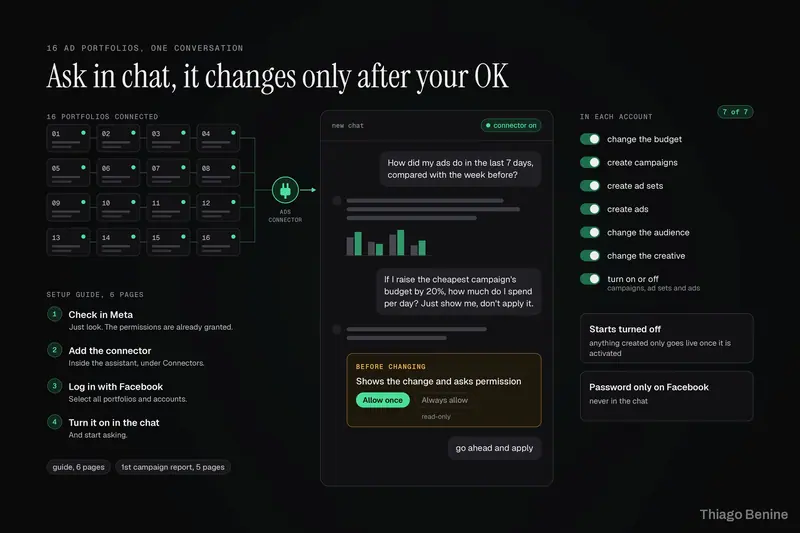 16 AD PORTFOLIOS, ONE CONVERSATION
Ask in chat, it changes only after your OK
16 PORTFOLIOS CONNECTED
01
02
03
04
05
06
07
08
09
10
11
12
13
14
15
16
ADS
CONNECTOR
SETUP GUIDE, 6 PAGES
1
Check in Meta
Just look. The permissions are already granted.
2
Add the connector
Inside the assistant, under Connectors.
3
Log in with Facebook
Select all portfolios and accounts.
4
Turn it on in the chat
And start asking.
guide, 6 pages
1st campaign report, 5 pages
new chat
connector on
How did my ads do in the last 7 days,
compared with the week before?
If I raise the cheapest campaign's
budget by 20%, how much do I spend
per day? Just show me, don't apply it.
BEFORE CHANGING
Shows the change and asks permission
Allow once
Always allow
read-only
go ahead and apply
IN EACH ACCOUNT
7 of 7
change the budget
create campaigns
create ad sets
create ads
change the audience
change the creative
turn on or off
campaigns, ad sets and ads
Starts turned off
anything created only goes live once it is
activated
Password only on Facebook
never in the chat
Thiago Benine